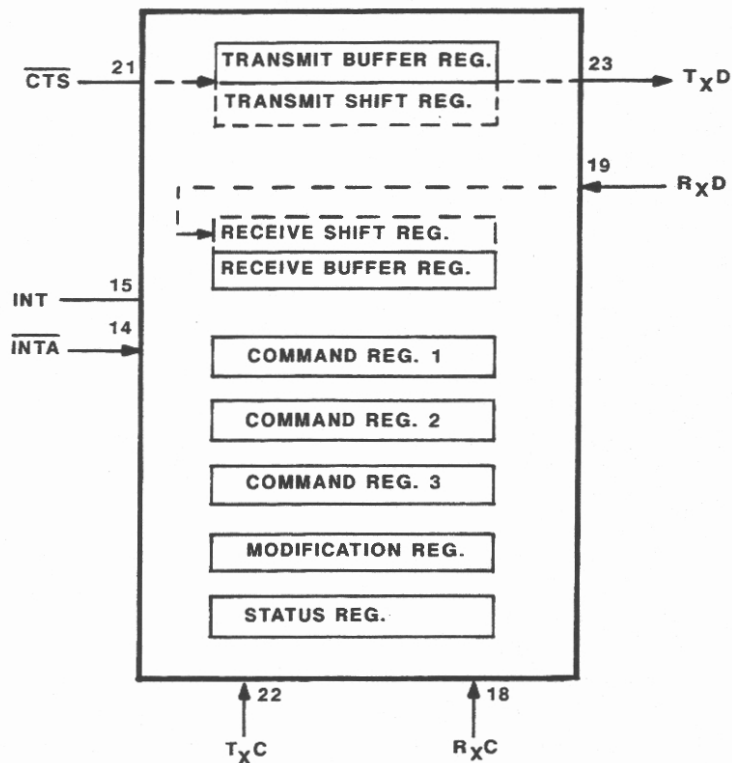 TRANSMIT BUFFER REG.
CTS 21
23 TXD
TRANSMIT SHIFT REG.
19 RXD
RECEIVE SHIFT REG.
RECEIVE BUFFER REG.
INT 15
INTA 14
COMMAND REG. 1
COMMAND REG. 2
COMMAND REG. 3
MODIFICATION REG.
STATUS REG.
22 18
TXC RXC